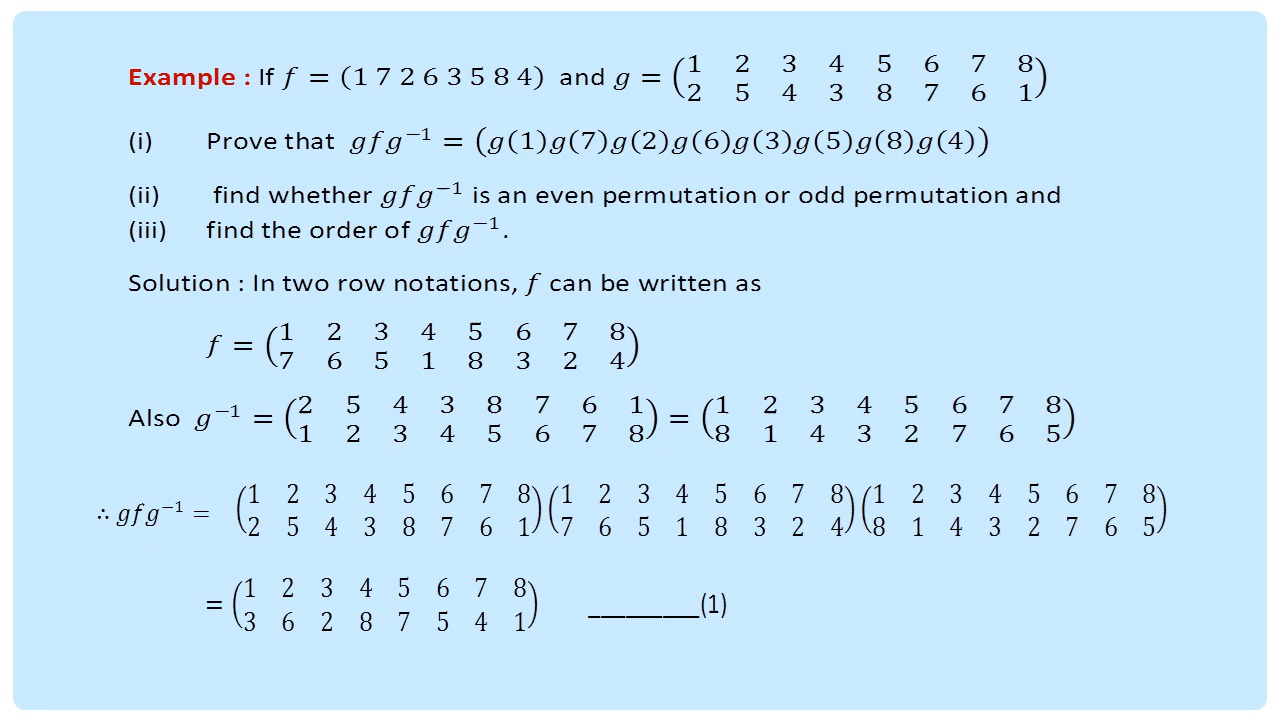 Example : If f = (1 7 2 6 3 5 8 4) and g = (1 2 3 4 5 6 7 8
2 5 4 3 8 7 6 1)
(i) Prove that gfg⁻¹ = (g(1)g(7)g(2)g(6)g(3)g(5)g(8)g(4))
(ii) find whether gfg⁻¹ is an even permutation or odd permutation and
(iii) find the order of gfg⁻¹.
Solution : In two row notations, f can be written as
f = (1 2 3 4 5 6 7 8
7 6 5 1 8 3 2 4)
Also g⁻¹ = (2 5 4 3 8 7 6 1
1 2 3 4 5 6 7 8) = (1 2 3 4 5 6 7 8
8 1 4 3 2 7 6 5)
∴ gfg⁻¹ = (1 2 3 4 5 6 7 8
2 5 4 3 8 7 6 1) (1 2 3 4 5 6 7 8
7 6 5 1 8 3 2 4) (1 2 3 4 5 6 7 8
8 1 4 3 2 7 6 5)
= (1 2 3 4 5 6 7 8
3 6 2 8 7 5 4 1) _________(1)